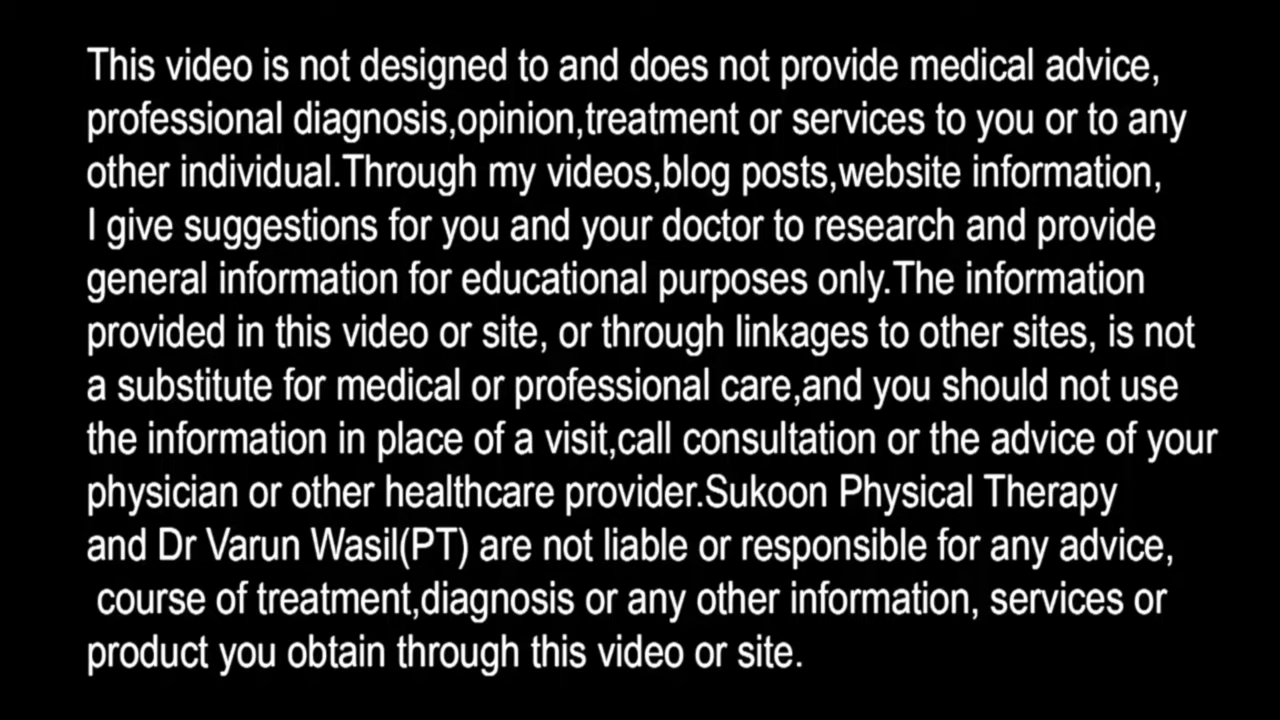 This video is not designed to and does not provide medical advice,
professional diagnosis,opinion,treatment or services to you or to any
other individual.Through my videos,blog posts,website information,
I give suggestions for you and your doctor to research and provide
general information for educational purposes only.The information
provided in this video or site, or through linkages to other sites, is not
a substitute for medical or professional care,and you should not use
the information in place of a visit,call consultation or the advice of your
physician or other healthcare provider.Sukoon Physical Therapy
and Dr Varun Wasil(PT) are not liable or responsible for any advice,
course of treatment,diagnosis or any other information, services or
product you obtain through this video or site.